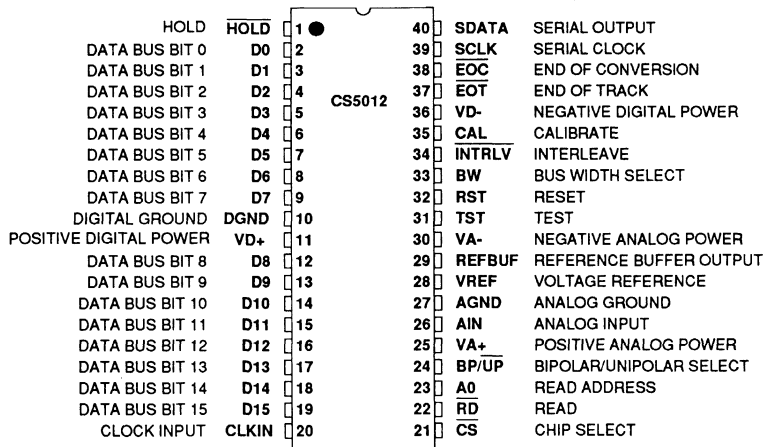 HOLD HOLD 1 40 SDATA SERIAL OUTPUT
DATA BUS BIT 0 D0 2 39 SCLK SERIAL CLOCK
DATA BUS BIT 1 D1 3 38 EOC END OF CONVERSION
DATA BUS BIT 2 D2 4 37 EOT END OF TRACK
CS5012
DATA BUS BIT 3 D3 5 36 VD- NEGATIVE DIGITAL POWER
DATA BUS BIT 4 D4 6 35 CAL CALIBRATE
DATA BUS BIT 5 D5 7 34 INTRLV INTERLEAVE
DATA BUS BIT 6 D6 8 33 BW BUS WIDTH SELECT
DATA BUS BIT 7 D7 9 32 RST RESET
DIGITAL GROUND DGND 10 31 TST TEST
POSITIVE DIGITAL POWER VD+ 11 30 VA- NEGATIVE ANALOG POWER
DATA BUS BIT 8 D8 12 29 REFBUF REFERENCE BUFFER OUTPUT
DATA BUS BIT 9 D9 13 28 VREF VOLTAGE REFERENCE
DATA BUS BIT 10 D10 14 27 AGND ANALOG GROUND
DATA BUS BIT 11 D11 15 26 AIN ANALOG INPUT
DATA BUS BIT 12 D12 16 25 VA+ POSITIVE ANALOG POWER
DATA BUS BIT 13 D13 17 24 BP/UP BIPOLAR/UNIPOLAR SELECT
DATA BUS BIT 14 D14 18 23 A0 READ ADDRESS
DATA BUS BIT 15 D15 19 22 RD READ
CLOCK INPUT CLKIN 20 21 CS CHIP SELECT